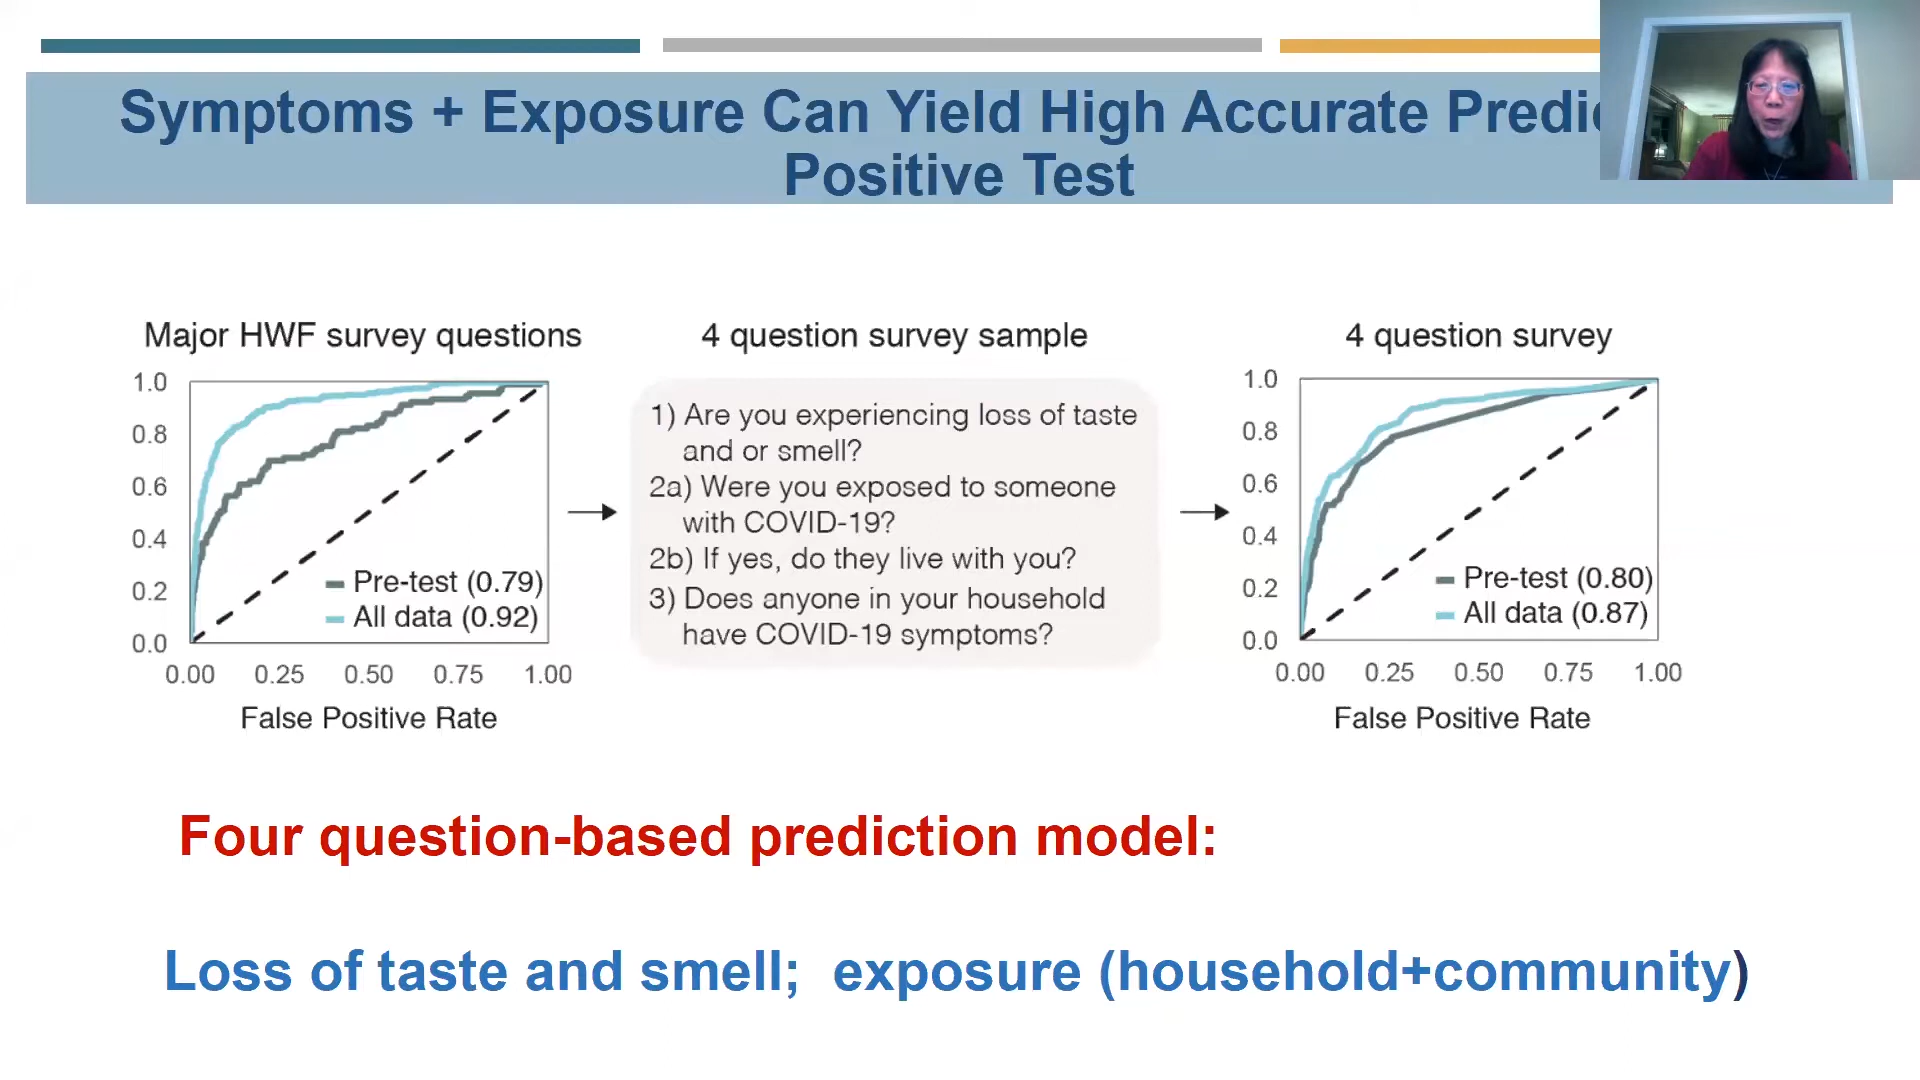 Symptoms + Exposure Can Yield High Accurate
Positive Test
Major HWF survey questions
1.0
0.8
0.6
0.4
0.2
0.0
Pre-test (0.79)
All data (0.92)
0.00 0.25 0.50 0.75 1.00
False Positive Rate
4 question survey sample
1) Are you experiencing loss of taste
and or smell?
2a) Were you exposed to someone
with COVID-19?
2b) If yes, do they live with you?
3) Does anyone in your household
have COVID-19 symptoms?
4 question survey
1.0
0.8
0.6
0.4
0.2
0.0
Pre-test (0.80)
All data (0.87)
0.00 0.25 0.50 0.75 1.00
False Positive Rate
Four question-based prediction model:
Loss of taste and smell; exposure (household+community)